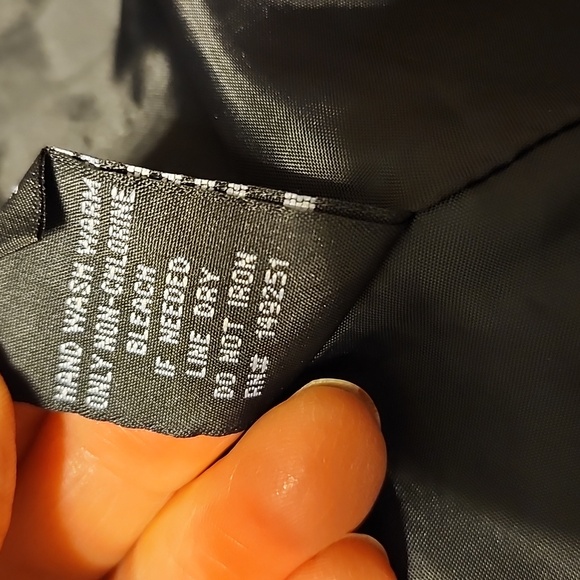 HAND WASH WARM
ONLY NON-CHLORINE
BLEACH
IF NEEDED
LINE DRY
DO NOT IRON
RN# 149251